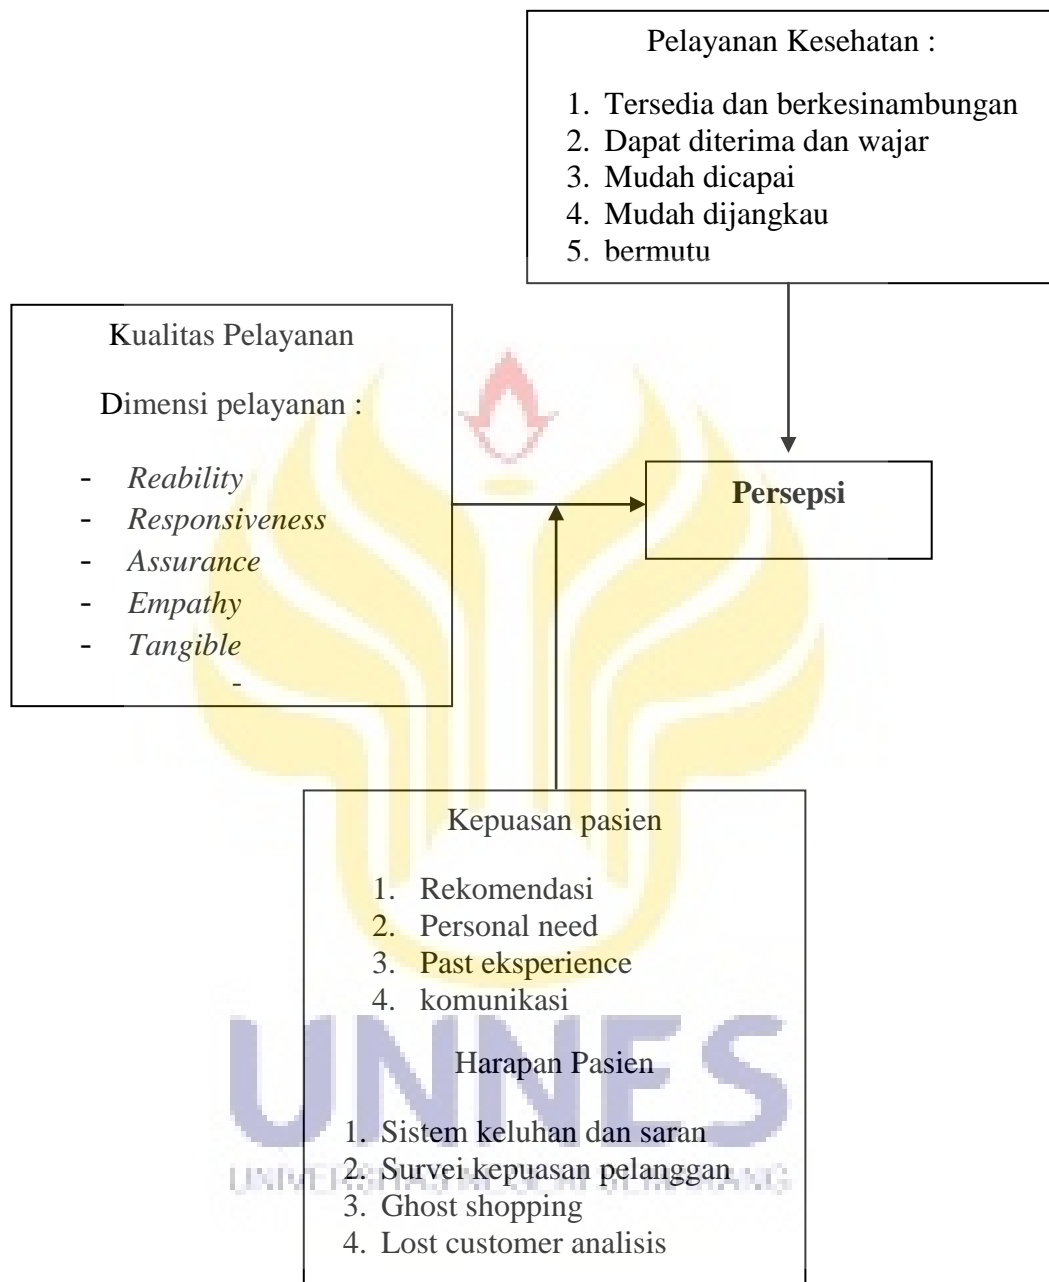 Pelayanan Kesehatan :
1. Tersedia dan berkesinambungan
2. Dapat diterima dan wajar
3. Mudah dicapai
4. Mudah dijangkau
5. bermutu
Kualitas Pelayanan
Dimensi pelayanan :
- Reability
- Responsiveness
- Assurance
- Empathy
- Tangible
-
Persepsi
Kepuasan pasien
1. Rekomendasi
2. Personal need
3. Past eksperience
4. komunikasi
UNNES
Harapan Pasien
1. Sistem keluhan dan saran
2. Survei kepuasan pelanggan
UNIVERSITAS NEGERI SEMARANG
3. Ghost shopping
4. Lost customer analisis